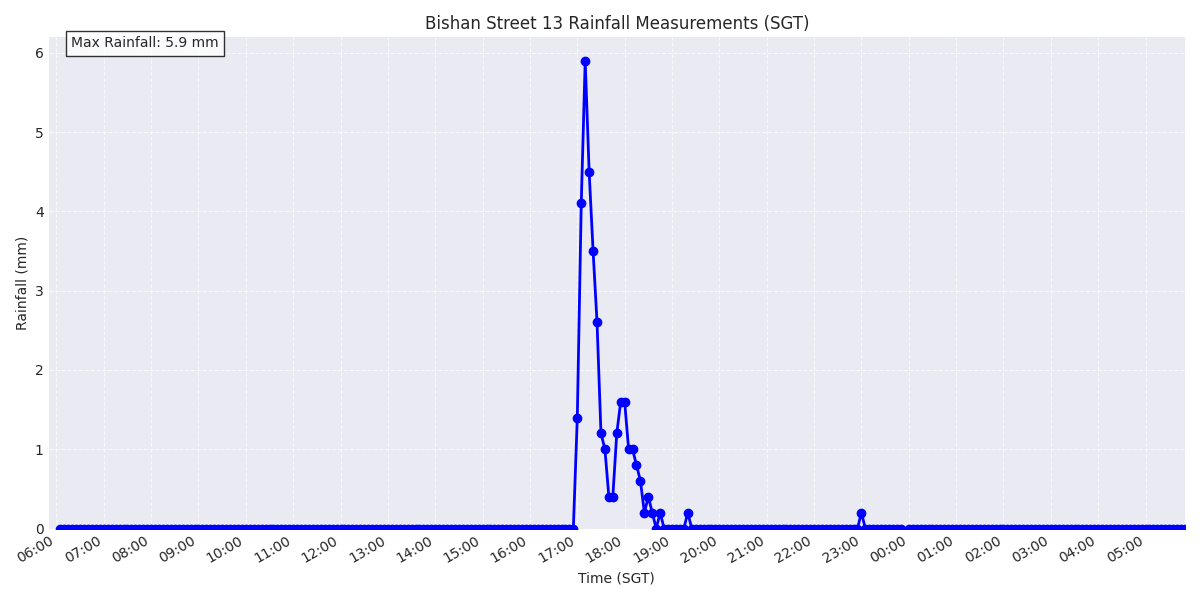 Bishan Street 13 Rainfall Measurements (SGT)
Max Rainfall: 5.9 mm
6
5
4
3
2
1
0
Rainfall (mm)
06:00 07:00 08:00 09:00 10:00 11:00 12:00 13:00 14:00 15:00 16:00 17:00 18:00 19:00 20:00 21:00 22:00 23:00 00:00 01:00 02:00 03:00 04:00 05:00
Time (SGT)